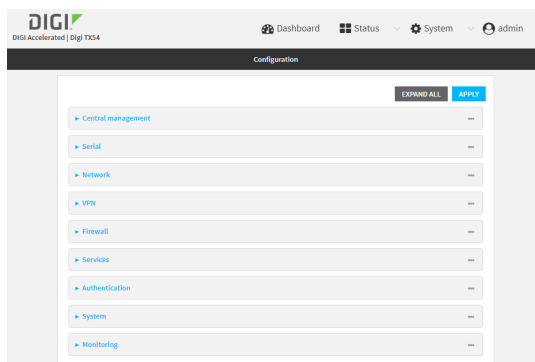 DIGI
DIGI Accelerated | Digi TX54
Dashboard Status System admin
Configuration
EXPAND ALL APPLY
Central management
Serial
Network
VPN
Firewall
Services
Authentication
System
Monitoring